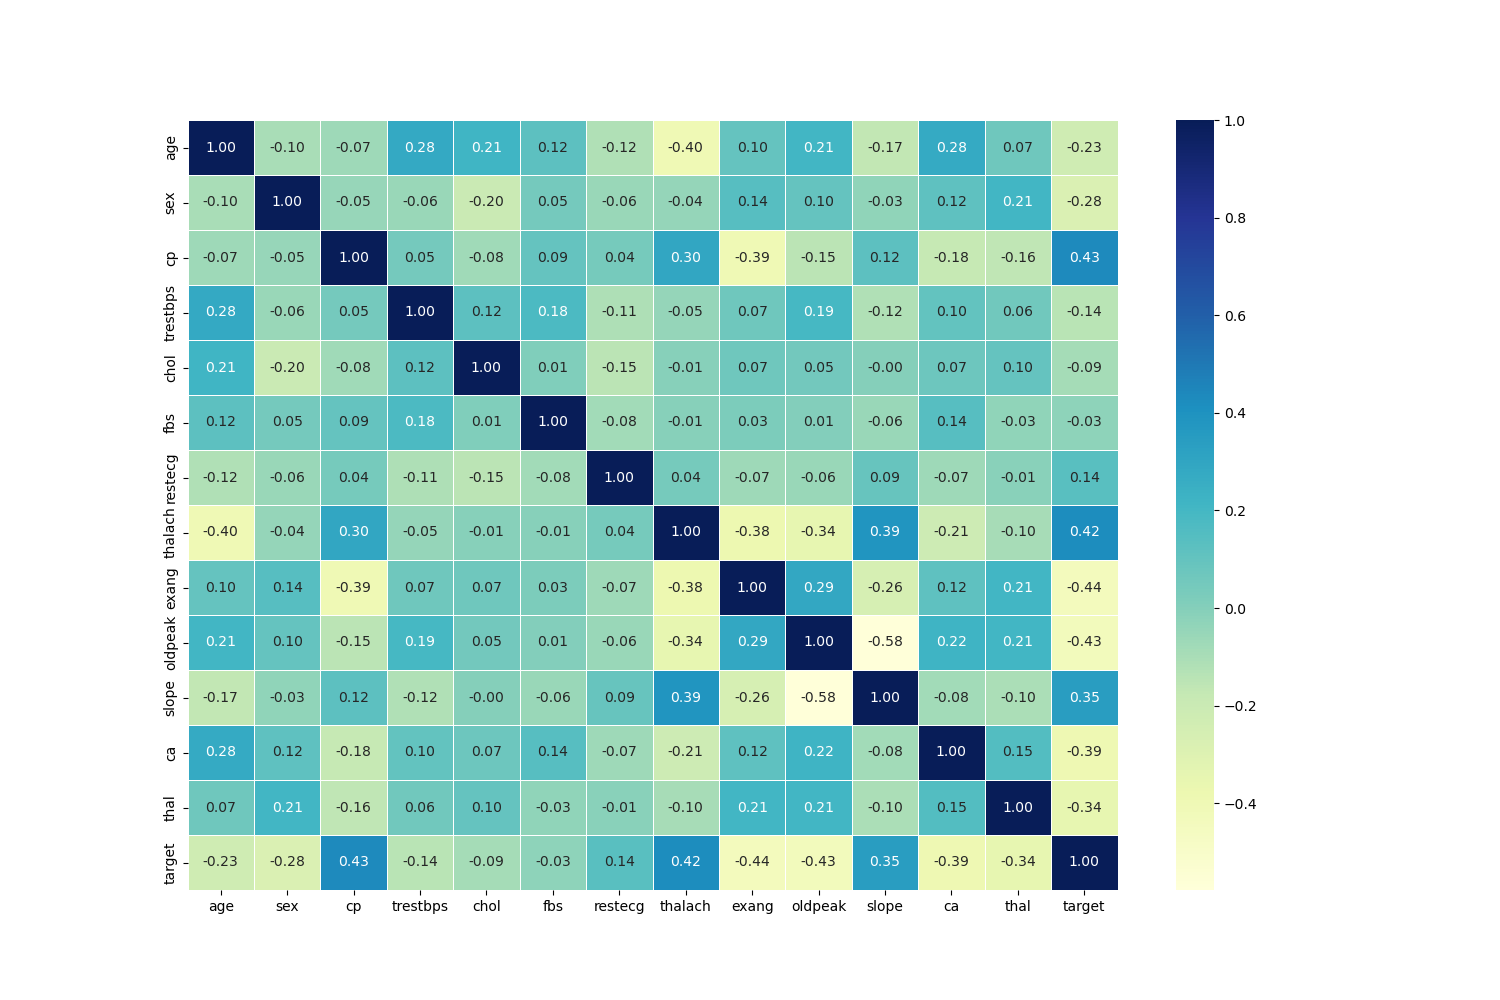 age 1.00 -0.10 -0.07 0.28 0.21 0.12 -0.12 -0.40 0.10 0.21 -0.17 0.28 0.07 -0.23
sex -0.10 1.00 -0.05 -0.06 -0.20 0.05 -0.06 -0.04 0.14 0.10 -0.03 0.12 0.21 -0.28
cp -0.07 -0.05 1.00 0.05 -0.08 0.09 0.04 0.30 -0.39 -0.15 0.12 -0.18 -0.16 0.43
trestbps 0.28 -0.06 0.05 1.00 0.12 0.18 -0.11 -0.05 0.07 0.19 -0.12 0.10 0.06 -0.14
chol 0.21 -0.20 -0.08 0.12 1.00 0.01 -0.15 -0.01 0.07 0.05 -0.00 0.07 0.10 -0.09
fbs 0.12 0.05 0.09 0.18 0.01 1.00 -0.08 -0.01 0.03 0.01 -0.06 0.14 -0.03 -0.03
restecg -0.12 -0.06 0.04 -0.11 -0.15 -0.08 1.00 0.04 -0.07 -0.06 0.09 -0.07 -0.01 0.14
thalach -0.40 -0.04 0.30 -0.05 -0.01 -0.01 0.04 1.00 -0.38 -0.34 0.39 -0.21 -0.10 0.42
exang 0.10 0.14 -0.39 0.07 0.07 0.03 -0.07 -0.38 1.00 0.29 -0.26 0.12 0.21 -0.44
oldpeak 0.21 0.10 -0.15 0.19 0.05 0.01 -0.06 -0.34 0.29 1.00 -0.58 0.22 0.21 -0.43
slope -0.17 -0.03 0.12 -0.12 -0.00 -0.06 0.09 0.39 -0.26 -0.58 1.00 -0.08 -0.10 0.35
ca 0.28 0.12 -0.18 0.10 0.07 0.14 -0.07 -0.21 0.12 0.22 -0.08 1.00 0.15 -0.39
thal 0.07 0.21 -0.16 0.06 0.10 -0.03 -0.01 -0.10 0.21 0.21 -0.10 0.15 1.00 -0.34
target -0.23 -0.28 0.43 -0.14 -0.09 -0.03 0.14 0.42 -0.44 -0.43 0.35 -0.39 -0.34 1.00
age sex cp trestbps chol fbs restecg thalach exang oldpeak slope ca thal target
1.0
0.8
0.6
0.4
0.2
0.0
−0.2
−0.4